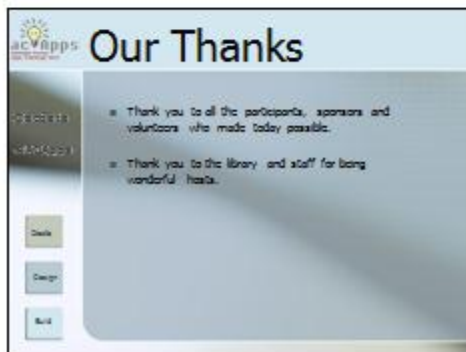 acvApps
Our Thanks
Thank you to all the participants, sponsors and
volunteers who made today possible.
Thank you to the library and staff for being
wonderful hosts.
Design
Build